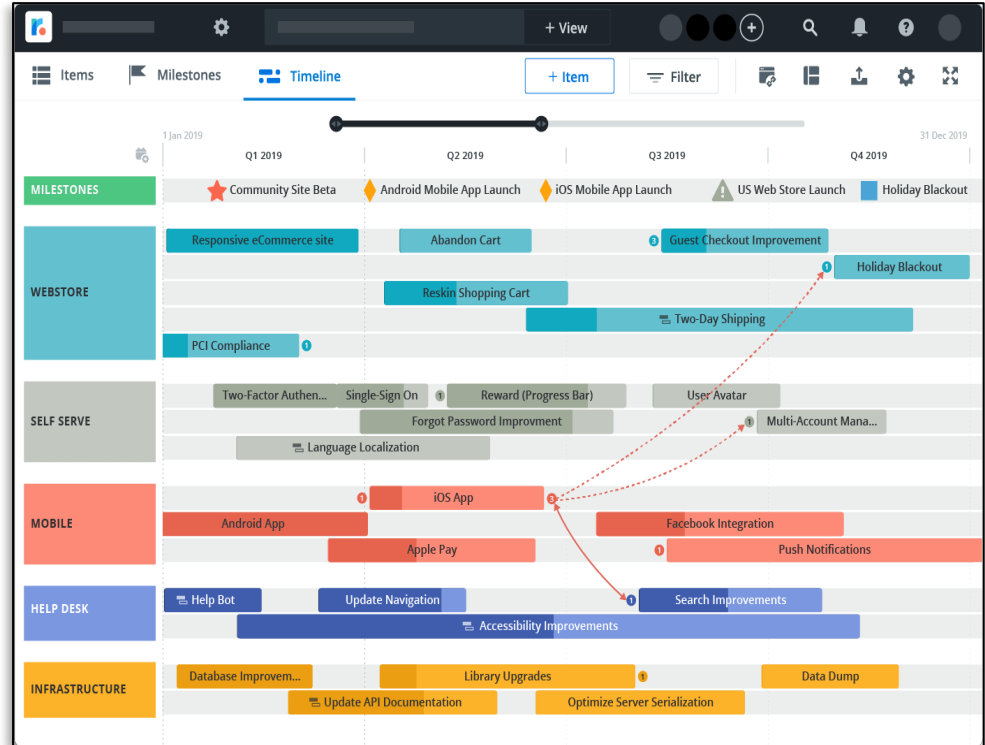 r.
+ View
Items
Milestones
Timeline
+ Item
Filter
1 Jan 2019
31 Dec 2019
Q1 2019
Q2 2019
Q3 2019
Q4 2019
MILESTONES
Community Site Beta
Android Mobile App Launch
iOS Mobile App Launch
US Web Store Launch
Holiday Blackout
WEBSTORE
Responsive eCommerce site
Abandon Cart
3
Guest Checkout Improvement
1
Holiday Blackout
Reskin Shopping Cart
Two-Day Shipping
PCI Compliance
1
SELF SERVE
Two-Factor Authen...
Single-Sign On
1
Reward (Progress Bar)
User Avatar
Forgot Password Improvment
1
Multi-Account Mana...
Language Localization
MOBILE
1
iOS App
3
Android App
Facebook Integration
Apple Pay
1
Push Notifications
HELP DESK
Help Bot
Update Navigation
1
Search Improvements
Accessibility Improvements
INFRASTRUCTURE
Database Improvem...
Library Upgrades
1
Data Dump
Update API Documentation
Optimize Server Serialization